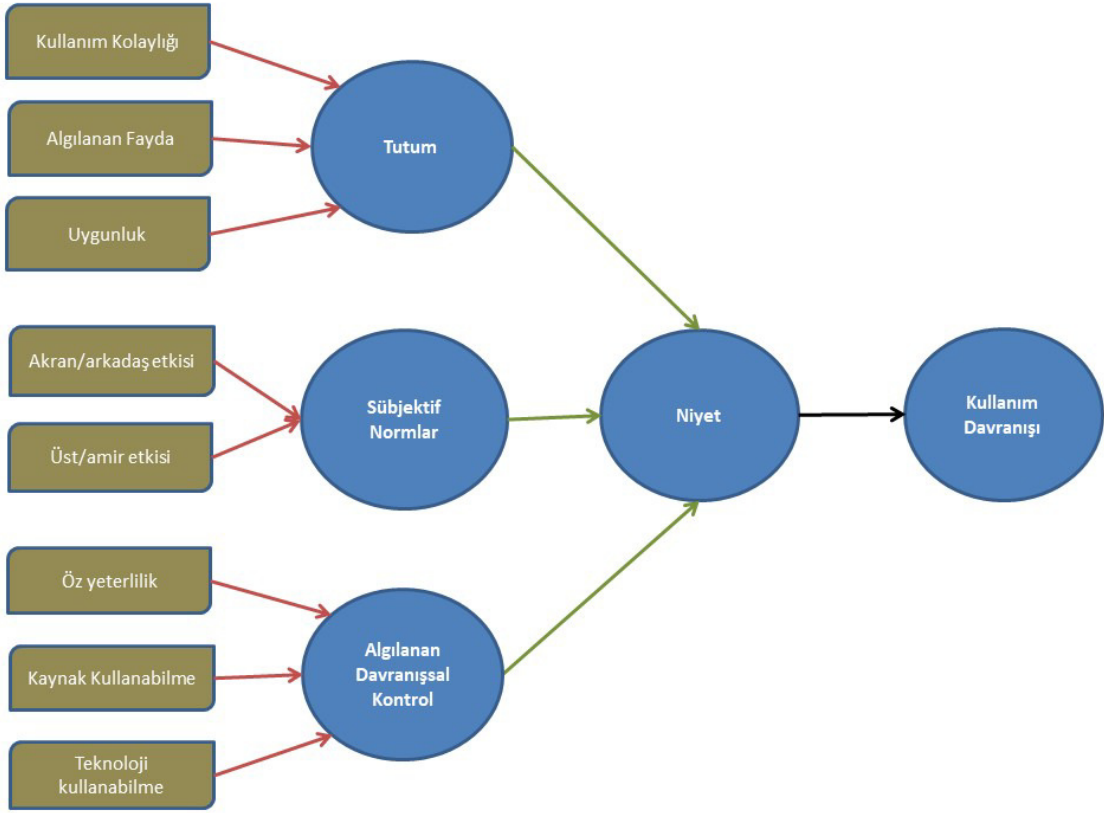 Kullanım Kolaylığı
Algılanan Fayda
Uygunluk
Tutum
Akran/arkadaş etkisi
Üst/amir etkisi
Sübjektif
Normlar
Niyet
Kullanım
Davranışı
Öz yeterlilik
Kaynak Kullanabilme
Teknoloji
kullanabilme
Algılanan
Davranışsal
Kontrol